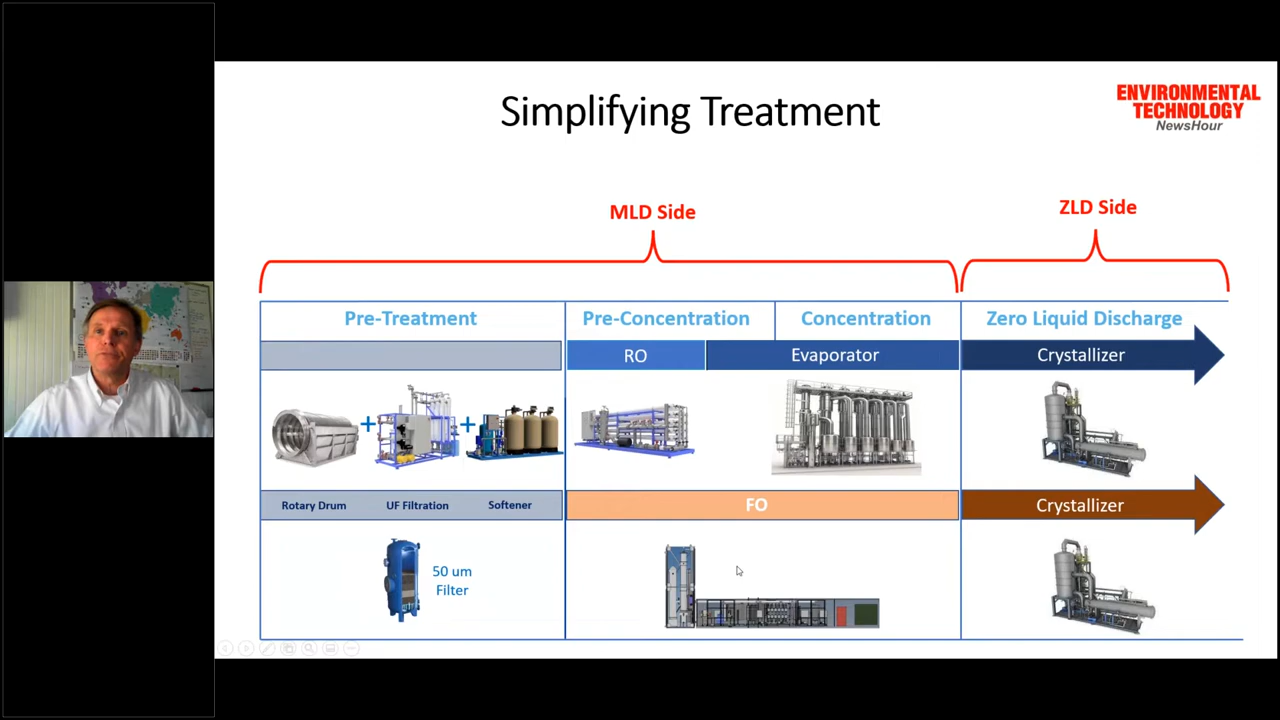 Simplifying Treatment
ENVIRONMENTAL
TECHNOLOGY
NewsHour
MLD Side
ZLD Side
Pre-Treatment
Pre-Concentration
Concentration
Zero Liquid Discharge
RO
Evaporator
Crystallizer
Rotary Drum
UF Filtration
Softener
FO
Crystallizer
50 um
Filter